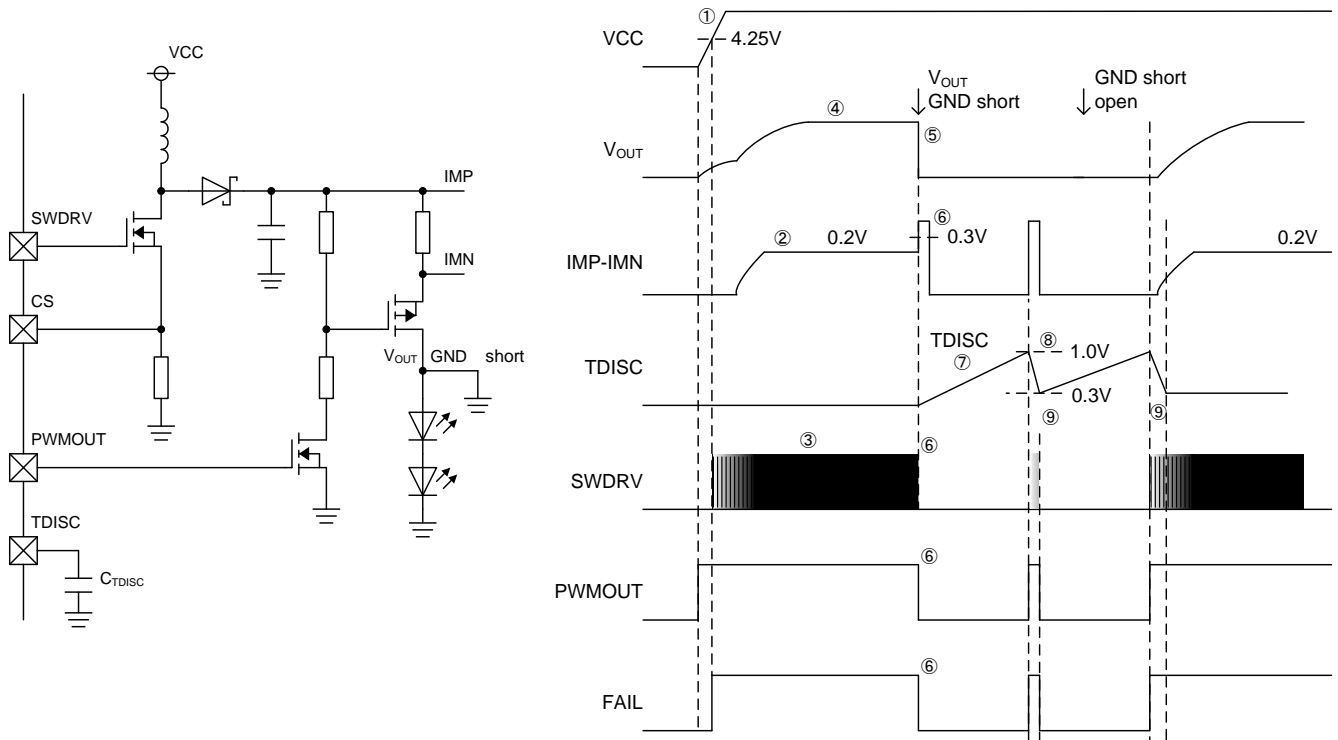 VCC
SWDRV
IMP
IMN
CS
VOUT GND short
PWMOUT
TDISC
CTDISC
①
VCC
4.25V
VOUT
GND short
GND short
open
④
⑤
VOUT
⑥
② 0.2V 0.3V 0.2V
IMP-IMN
TDISC ⑧ 1.0V
⑦
TDISC
0.3V
⑨ ⑨
③ ⑥
SWDRV
⑥
PWMOUT
⑥
FAIL